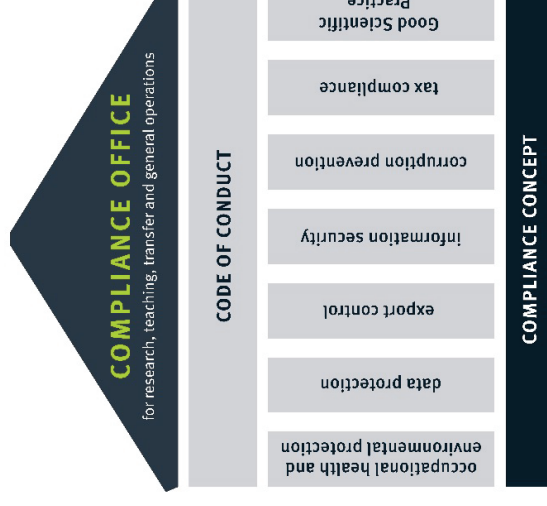 COMPLIANCE OFFICE
for research, teaching, transfer and general operations
CODE OF CONDUCT
occupational health and
environmental protection
data protection
export control
information security
corruption prevention
tax compliance
Good Scientific
Practice
COMPLIANCE CONCEPT